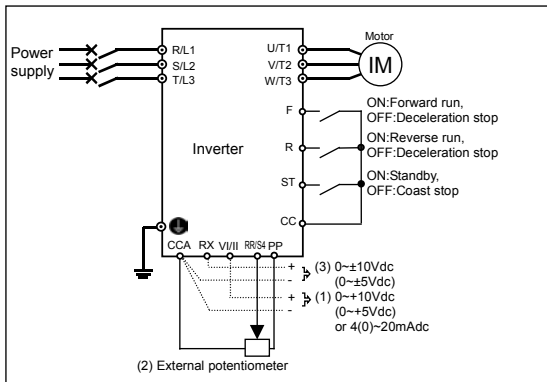 Power
supply
R/L1
S/L2
T/L3
U/T1
V/T2
W/T3
Motor
IM
Inverter
F
ON:Forward run,
OFF:Deceleration stop
R
ON:Reverse run,
OFF:Deceleration stop
ST
ON:Standby,
OFF:Coast stop
CC
CCA RX VI/II RR/S4 PP
+ (3) 0~±10Vdc
- (0~±5Vdc)
+ (1) 0~+10Vdc
- (0~+5Vdc)
or 4(0)~20mAdc
(2) External potentiometer